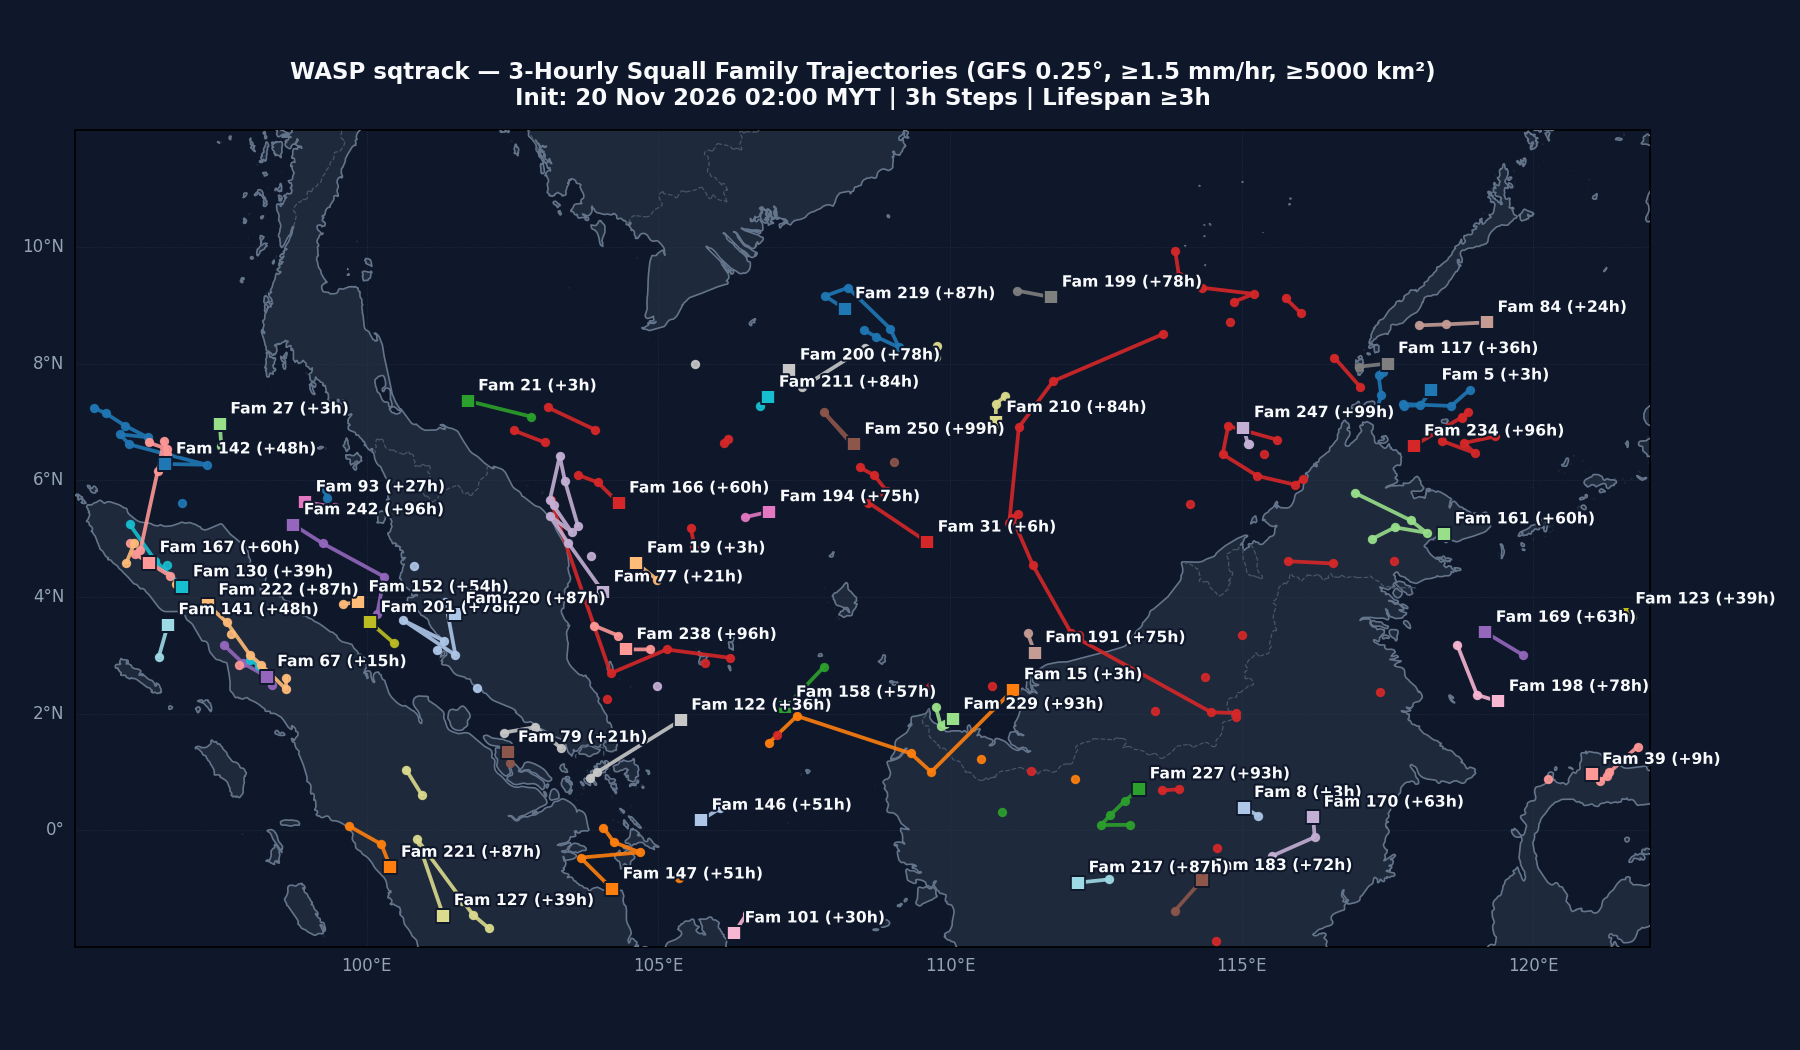 WASP sqtrack — 3-Hourly Squall Family Trajectories (GFS 0.25°, ≥1.5 mm/hr, ≥5000 km²)
Init: 20 Nov 2026 02:00 MYT | 3h Steps | Lifespan ≥3h
10°N
8°N
6°N
4°N
2°N
0°
100°E
105°E
110°E
115°E
120°E
Fam 199 (+78h)
Fam 219 (+87h)
Fam 84 (+24h)
Fam 117 (+36h)
Fam 200 (+78h)
Fam 5 (+3h)
Fam 211 (+84h)
Fam 21 (+3h)
Fam 27 (+3h)
Fam 210 (+84h)
Fam 247 (+99h)
Fam 250 (+99h)
Fam 234 (+96h)
Fam 142 (+48h)
Fam 93 (+27h)
Fam 166 (+60h)
Fam 194 (+75h)
Fam 242 (+96h)
Fam 161 (+60h)
Fam 31 (+6h)
Fam 167 (+60h)
Fam 19 (+3h)
Fam 130 (+39h)
Fam 77 (+21h)
Fam 222 (+87h)
Fam 152 (+54h)
Fam 220 (+87h)
Fam 123 (+39h)
Fam 141 (+48h)
Fam 201 (+78h)
Fam 169 (+63h)
Fam 238 (+96h)
Fam 191 (+75h)
Fam 67 (+15h)
Fam 15 (+3h)
Fam 198 (+78h)
Fam 158 (+57h)
Fam 122 (+36h)
Fam 229 (+93h)
Fam 79 (+21h)
Fam 39 (+9h)
Fam 227 (+93h)
Fam 8 (+3h)
Fam 170 (+63h)
Fam 146 (+51h)
Fam 221 (+87h)
Fam 217 (+87h)
Fam 183 (+72h)
Fam 147 (+51h)
Fam 127 (+39h)
Fam 101 (+30h)